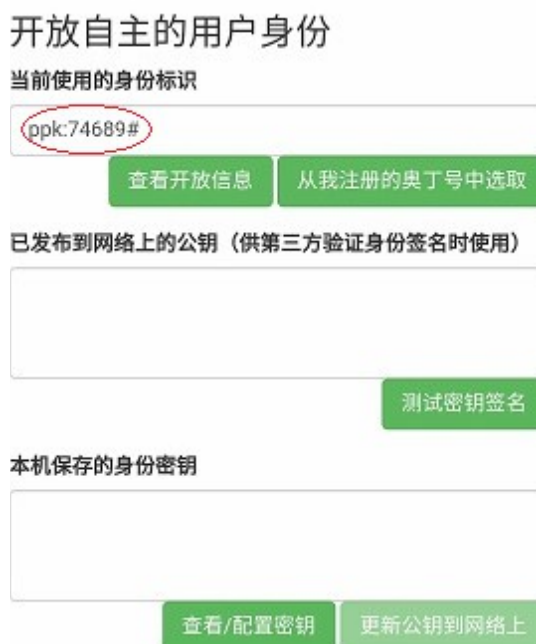 开放自主的用户身份
当前使用的身份标识
ppk:74689#
查看开放信息 从我注册的奥丁号中选取
已发布到网络上的公钥（供第三方验证身份签名时使用）
测试密钥签名
本机保存的身份密钥
查看/配置密钥 更新公钥到网络上